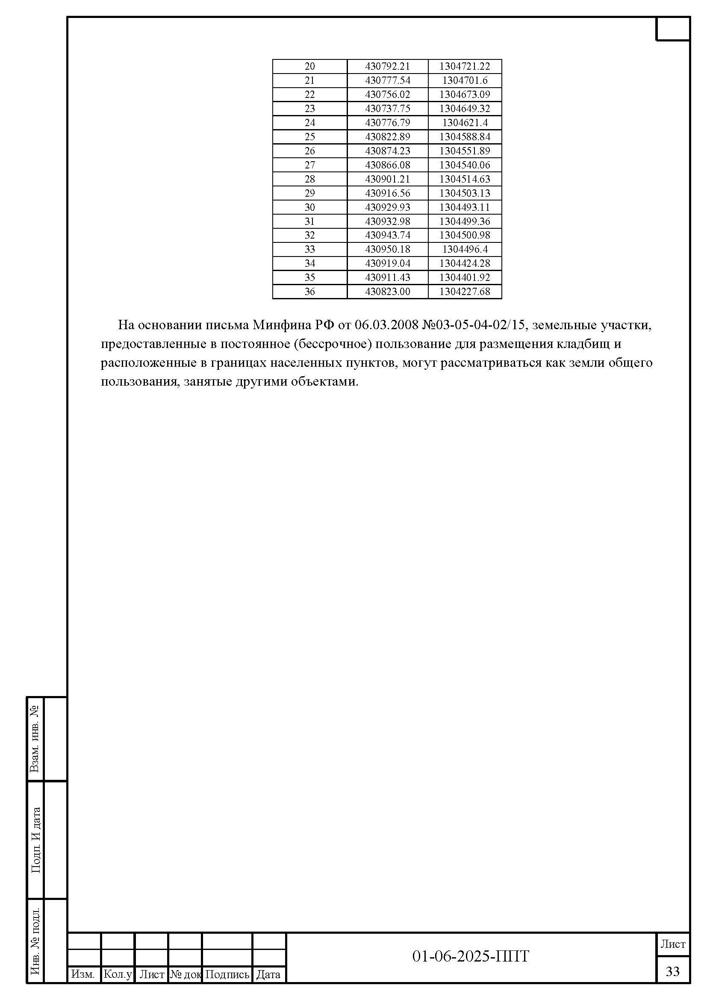 20 430792.21 1304721.22
21 430777.54 1304701.6
22 430756.02 1304673.09
23 430737.75 1304649.32
24 430776.79 1304621.4
25 430822.89 1304588.84
26 430874.23 1304551.89
27 430866.08 1304540.06
28 430901.21 1304514.63
29 430916.56 1304503.13
30 430929.93 1304493.11
31 430932.98 1304499.36
32 430943.74 1304500.98
33 430950.18 1304496.4
34 430919.04 1304424.28
35 430911.43 1304401.92
36 430823.00 1304227.68
На основании письма Минфина РФ от 06.03.2008 №03-05-04-02/15, земельные участки,
предоставленные в постоянное (бессрочное) пользование для размещения кладбищ и
расположенные в границах населенных пунктов, могут рассматриваться как земли общего
пользования, занятые другими объектами.
Взам. инв. №
Подп. И дата
Инв. № подл.
Изм. Кол.у Лист № док Подпись Дата
01-06-2025-ППТ
Лист
33